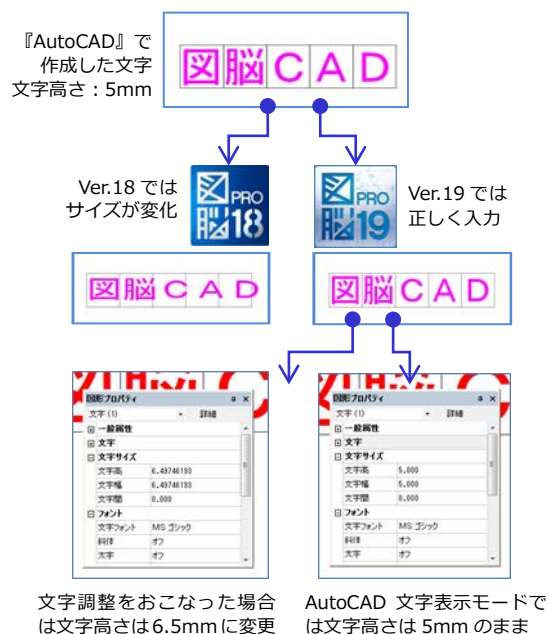 『AutoCAD』で
作成した文字
文字高さ：5mm
図脳CAD
Ver.18 では
サイズが変化
図脳 PRO 18
図脳 PRO 19
Ver.19 では
正しく入力
図脳CAD
図脳CAD
図形プロパティ
文字(1) 詳細
一般属性
文字
文字サイズ
文字高 6.49746193
文字幅 6.49746193
文字間 0.000
フォント
文字フォント MS ゴシック
斜体 オフ
太字 オフ
図形プロパティ
文字(1) 詳細
一般属性
文字
文字サイズ
文字高 5.000
文字幅 5.000
文字間 0.000
フォント
文字フォント MS ゴシック
斜体 オフ
太字 オフ
文字調整をおこなった場合
は文字高さは6.5mmに変更
AutoCAD 文字表示モードで
は文字高さは 5mm のまま